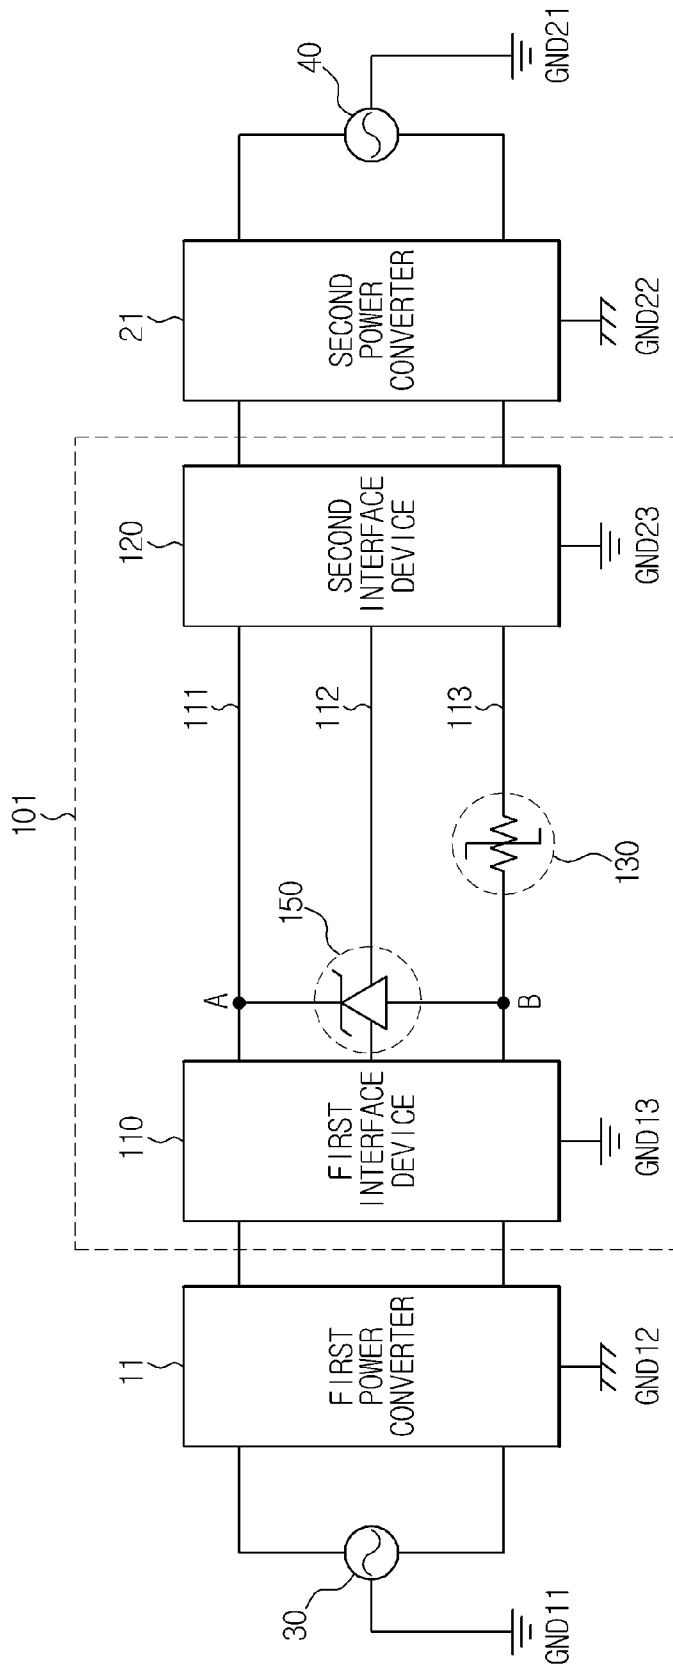 101
11
110
120
21
40
A
150
111
112
113
B
130
30
FIRST
POWER
CONVERTER
FIRST
INTERFACE
DEVICE
SECOND
INTERFACE
DEVICE
SECOND
POWER
CONVERTER
GND11
GND12
GND13
GND23
GND22
GND21